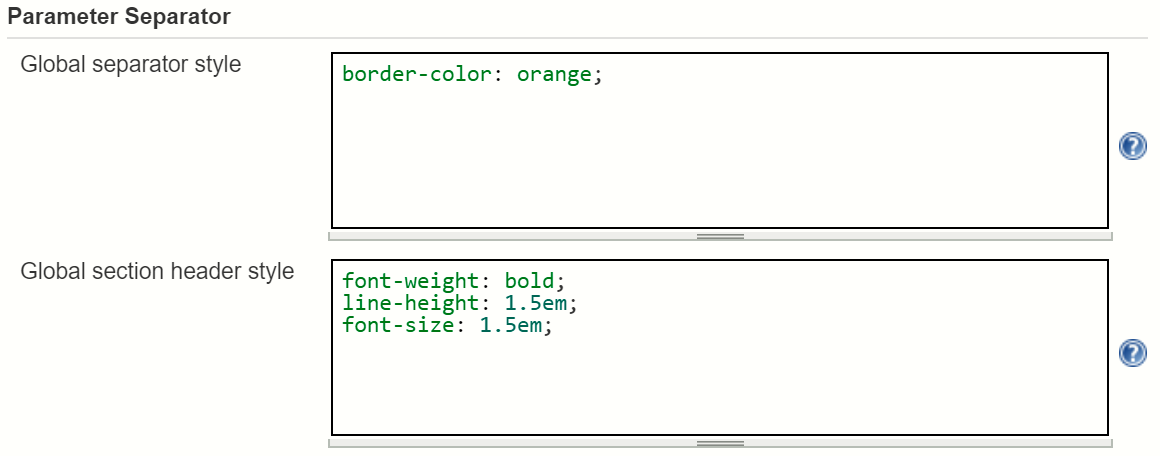 Parameter Separator
Global separator style
border-color: orange;
?
Global section header style
font-weight: bold;
line-height: 1.5em;
font-size: 1.5em;
?